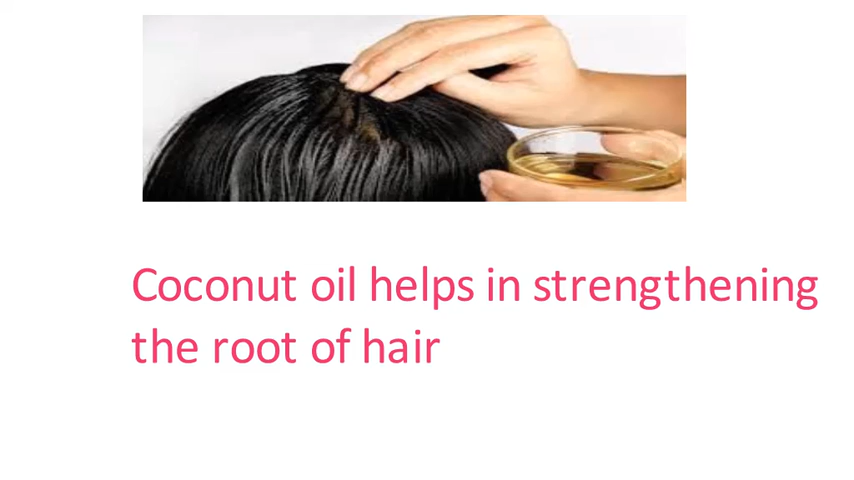 Coconut oil helps in strengthening
the root of hair